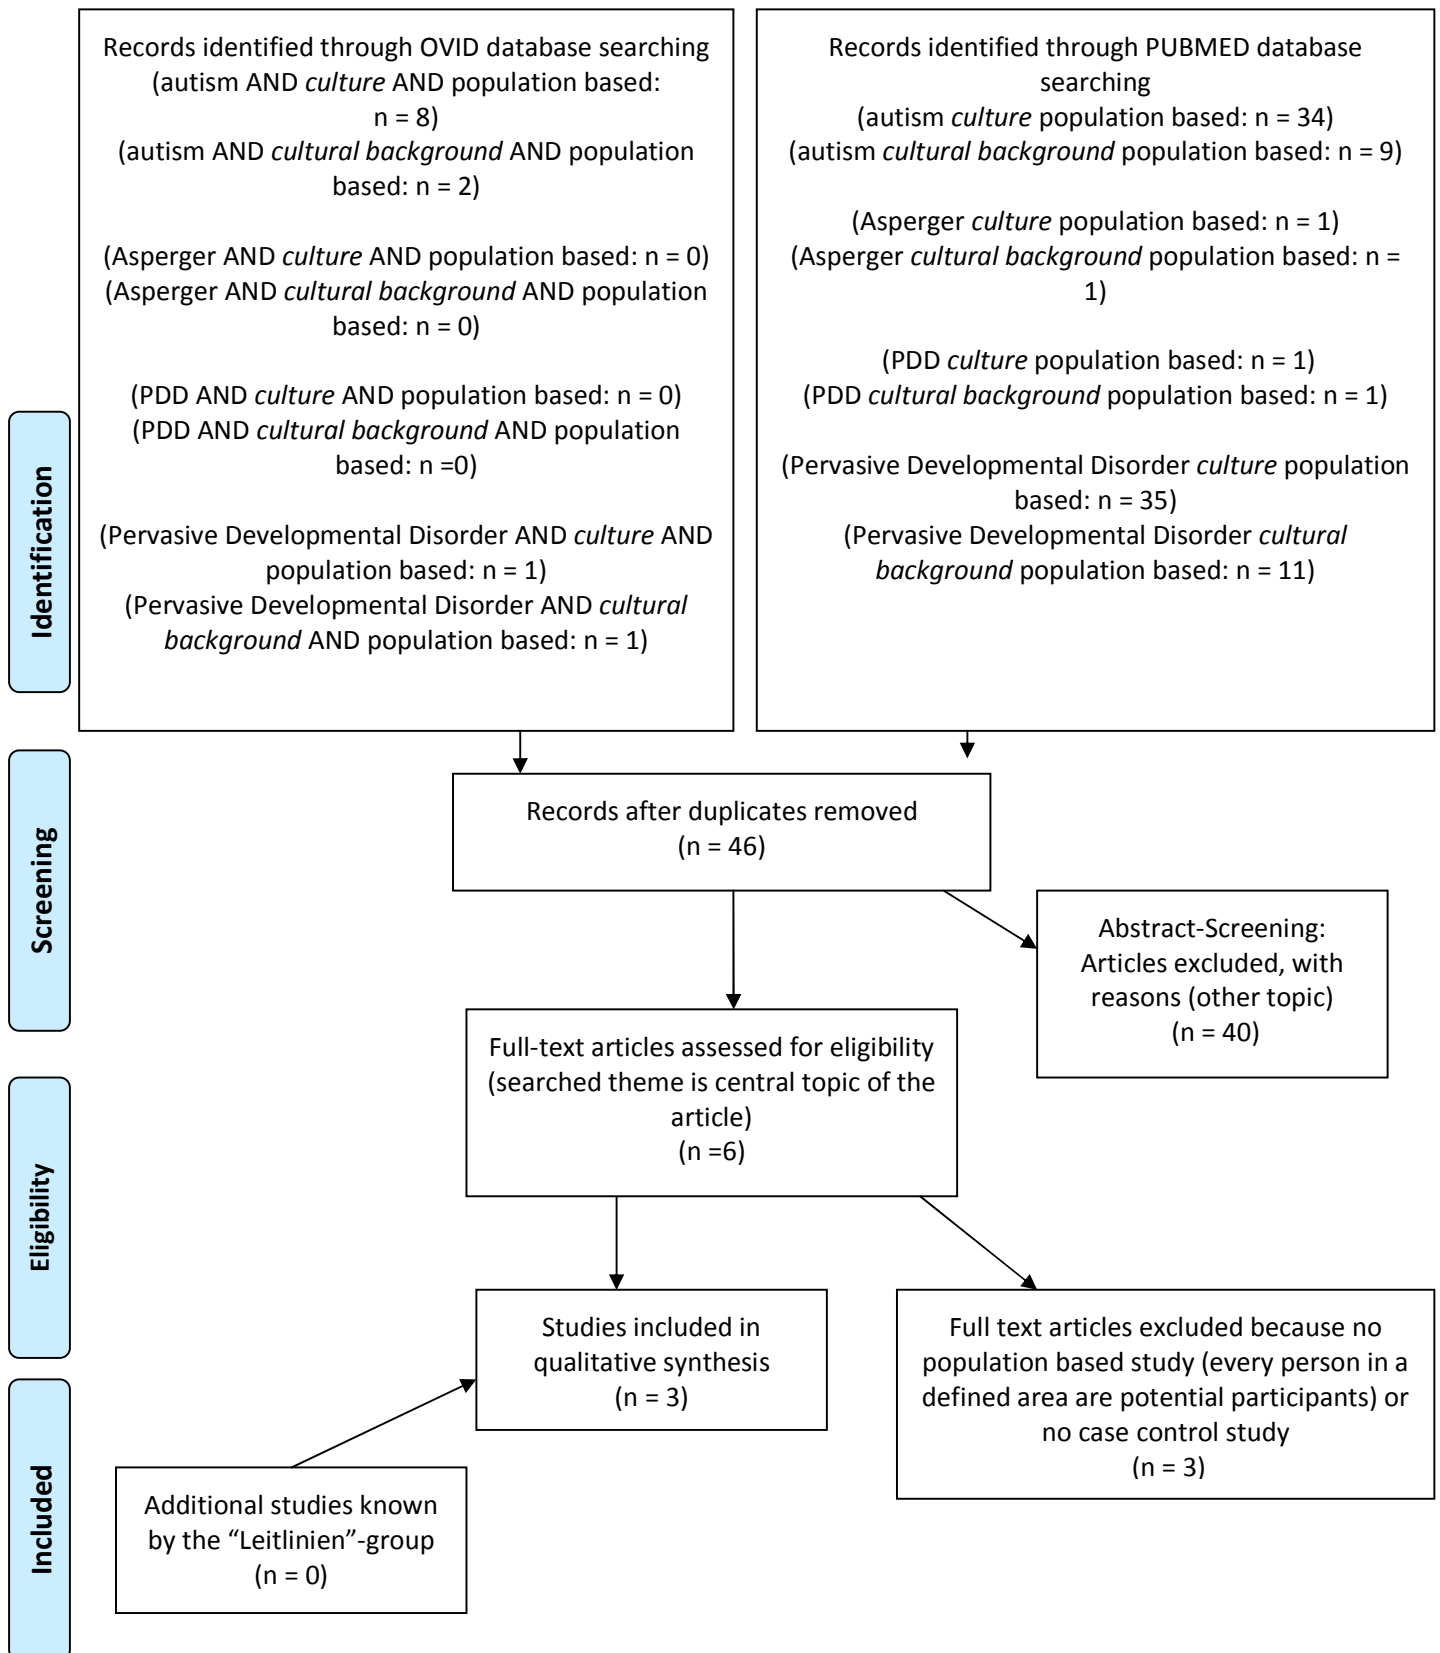 Records identified through OVID database searching
(autism AND culture AND population based:
n = 8)
(autism AND cultural background AND population
based: n = 2)
(Asperger AND culture AND population based: n = 0)
(Asperger AND cultural background AND population
based: n = 0)
(PDD AND culture AND population based: n = 0)
(PDD AND cultural background AND population
based: n =0)
(Pervasive Developmental Disorder AND culture AND
population based: n = 1)
(Pervasive Developmental Disorder AND cultural
background AND population based: n = 1)
Records identified through PUBMED database
searching
(autism culture population based: n = 34)
(autism cultural background population based: n = 9)
(Asperger culture population based: n = 1)
(Asperger cultural background population based: n =
1)
(PDD culture population based: n = 1)
(PDD cultural background population based: n = 1)
(Pervasive Developmental Disorder culture population
based: n = 35)
(Pervasive Developmental Disorder cultural
background population based: n = 11)
Identification
Screening
Records after duplicates removed
(n = 46)
Abstract-Screening:
Articles excluded, with
reasons (other topic)
(n = 40)
Full-text articles assessed for eligibility
(searched theme is central topic of the
article)
(n =6)
Eligibility
Studies included in
qualitative synthesis
(n = 3)
Full text articles excluded because no
population based study (every person in a
defined area are potential participants) or
no case control study
(n = 3)
Included
Additional studies known
by the “Leitlinien”-group
(n = 0)